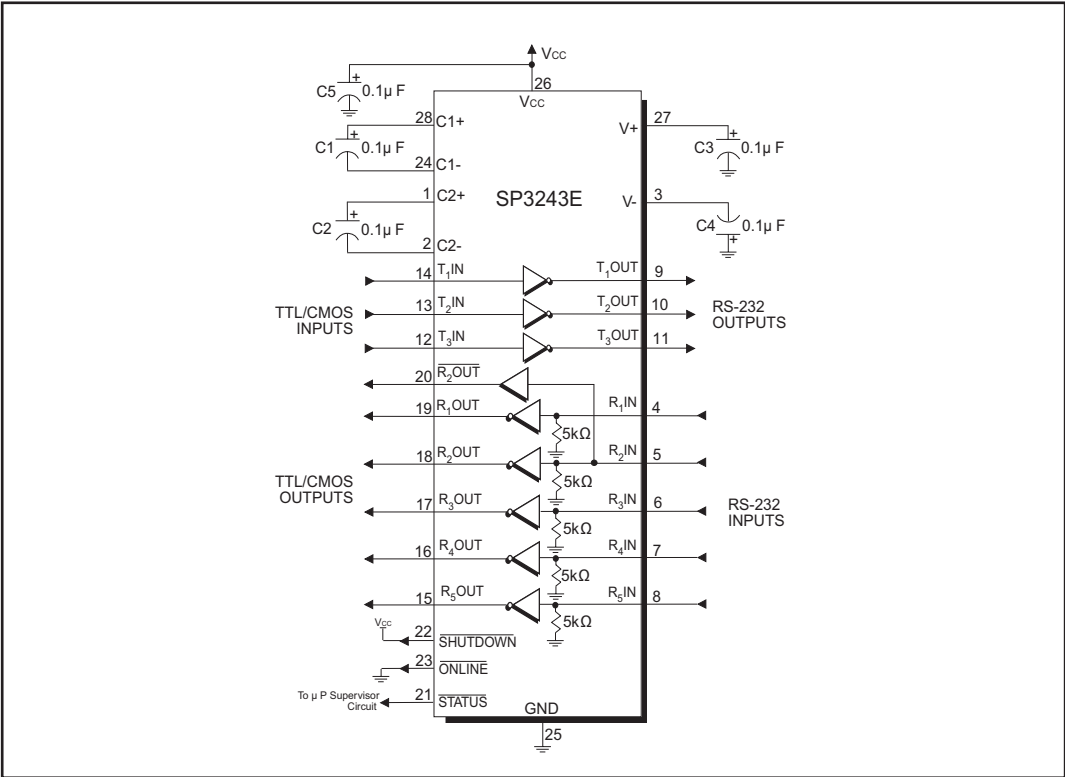 VCC
26
VCC
C5 + 0.1µ F
28 C1+
C1 + 0.1µ F
24 C1-
1 C2+
C2 + 0.1µ F
2 C2-
SP3243E
V+ 27
C3 + 0.1µ F
V- 3
C4 + 0.1µ F
14 T1IN T1OUT 9
13 T2IN T2OUT 10
12 T3IN T3OUT 11
TTL/CMOS
INPUTS
RS-232
OUTPUTS
20 R2OUT
19 R1OUT R1IN 4
5kΩ
18 R2OUT R2IN 5
5kΩ
17 R3OUT R3IN 6
5kΩ
16 R4OUT R4IN 7
5kΩ
15 R5OUT R5IN 8
5kΩ
TTL/CMOS
OUTPUTS
RS-232
INPUTS
VCC
22 SHUTDOWN
23 ONLINE
To µ P Supervisor
Circuit
21 STATUS
GND
25